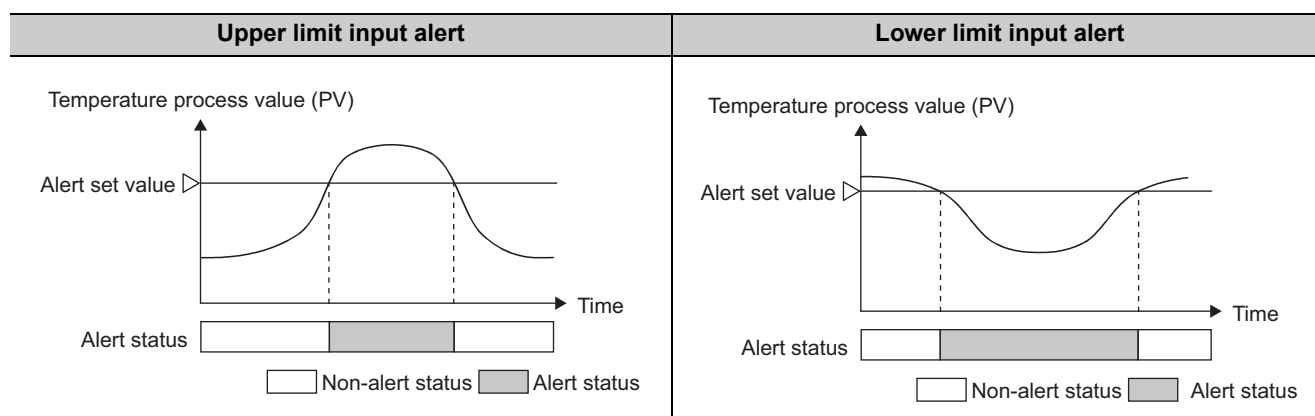 Upper limit input alert
Lower limit input alert
Temperature process value (PV)
Alert set value
Time
Alert status
Non-alert status
Alert status
Temperature process value (PV)
Alert set value
Time
Alert status
Non-alert status
Alert status